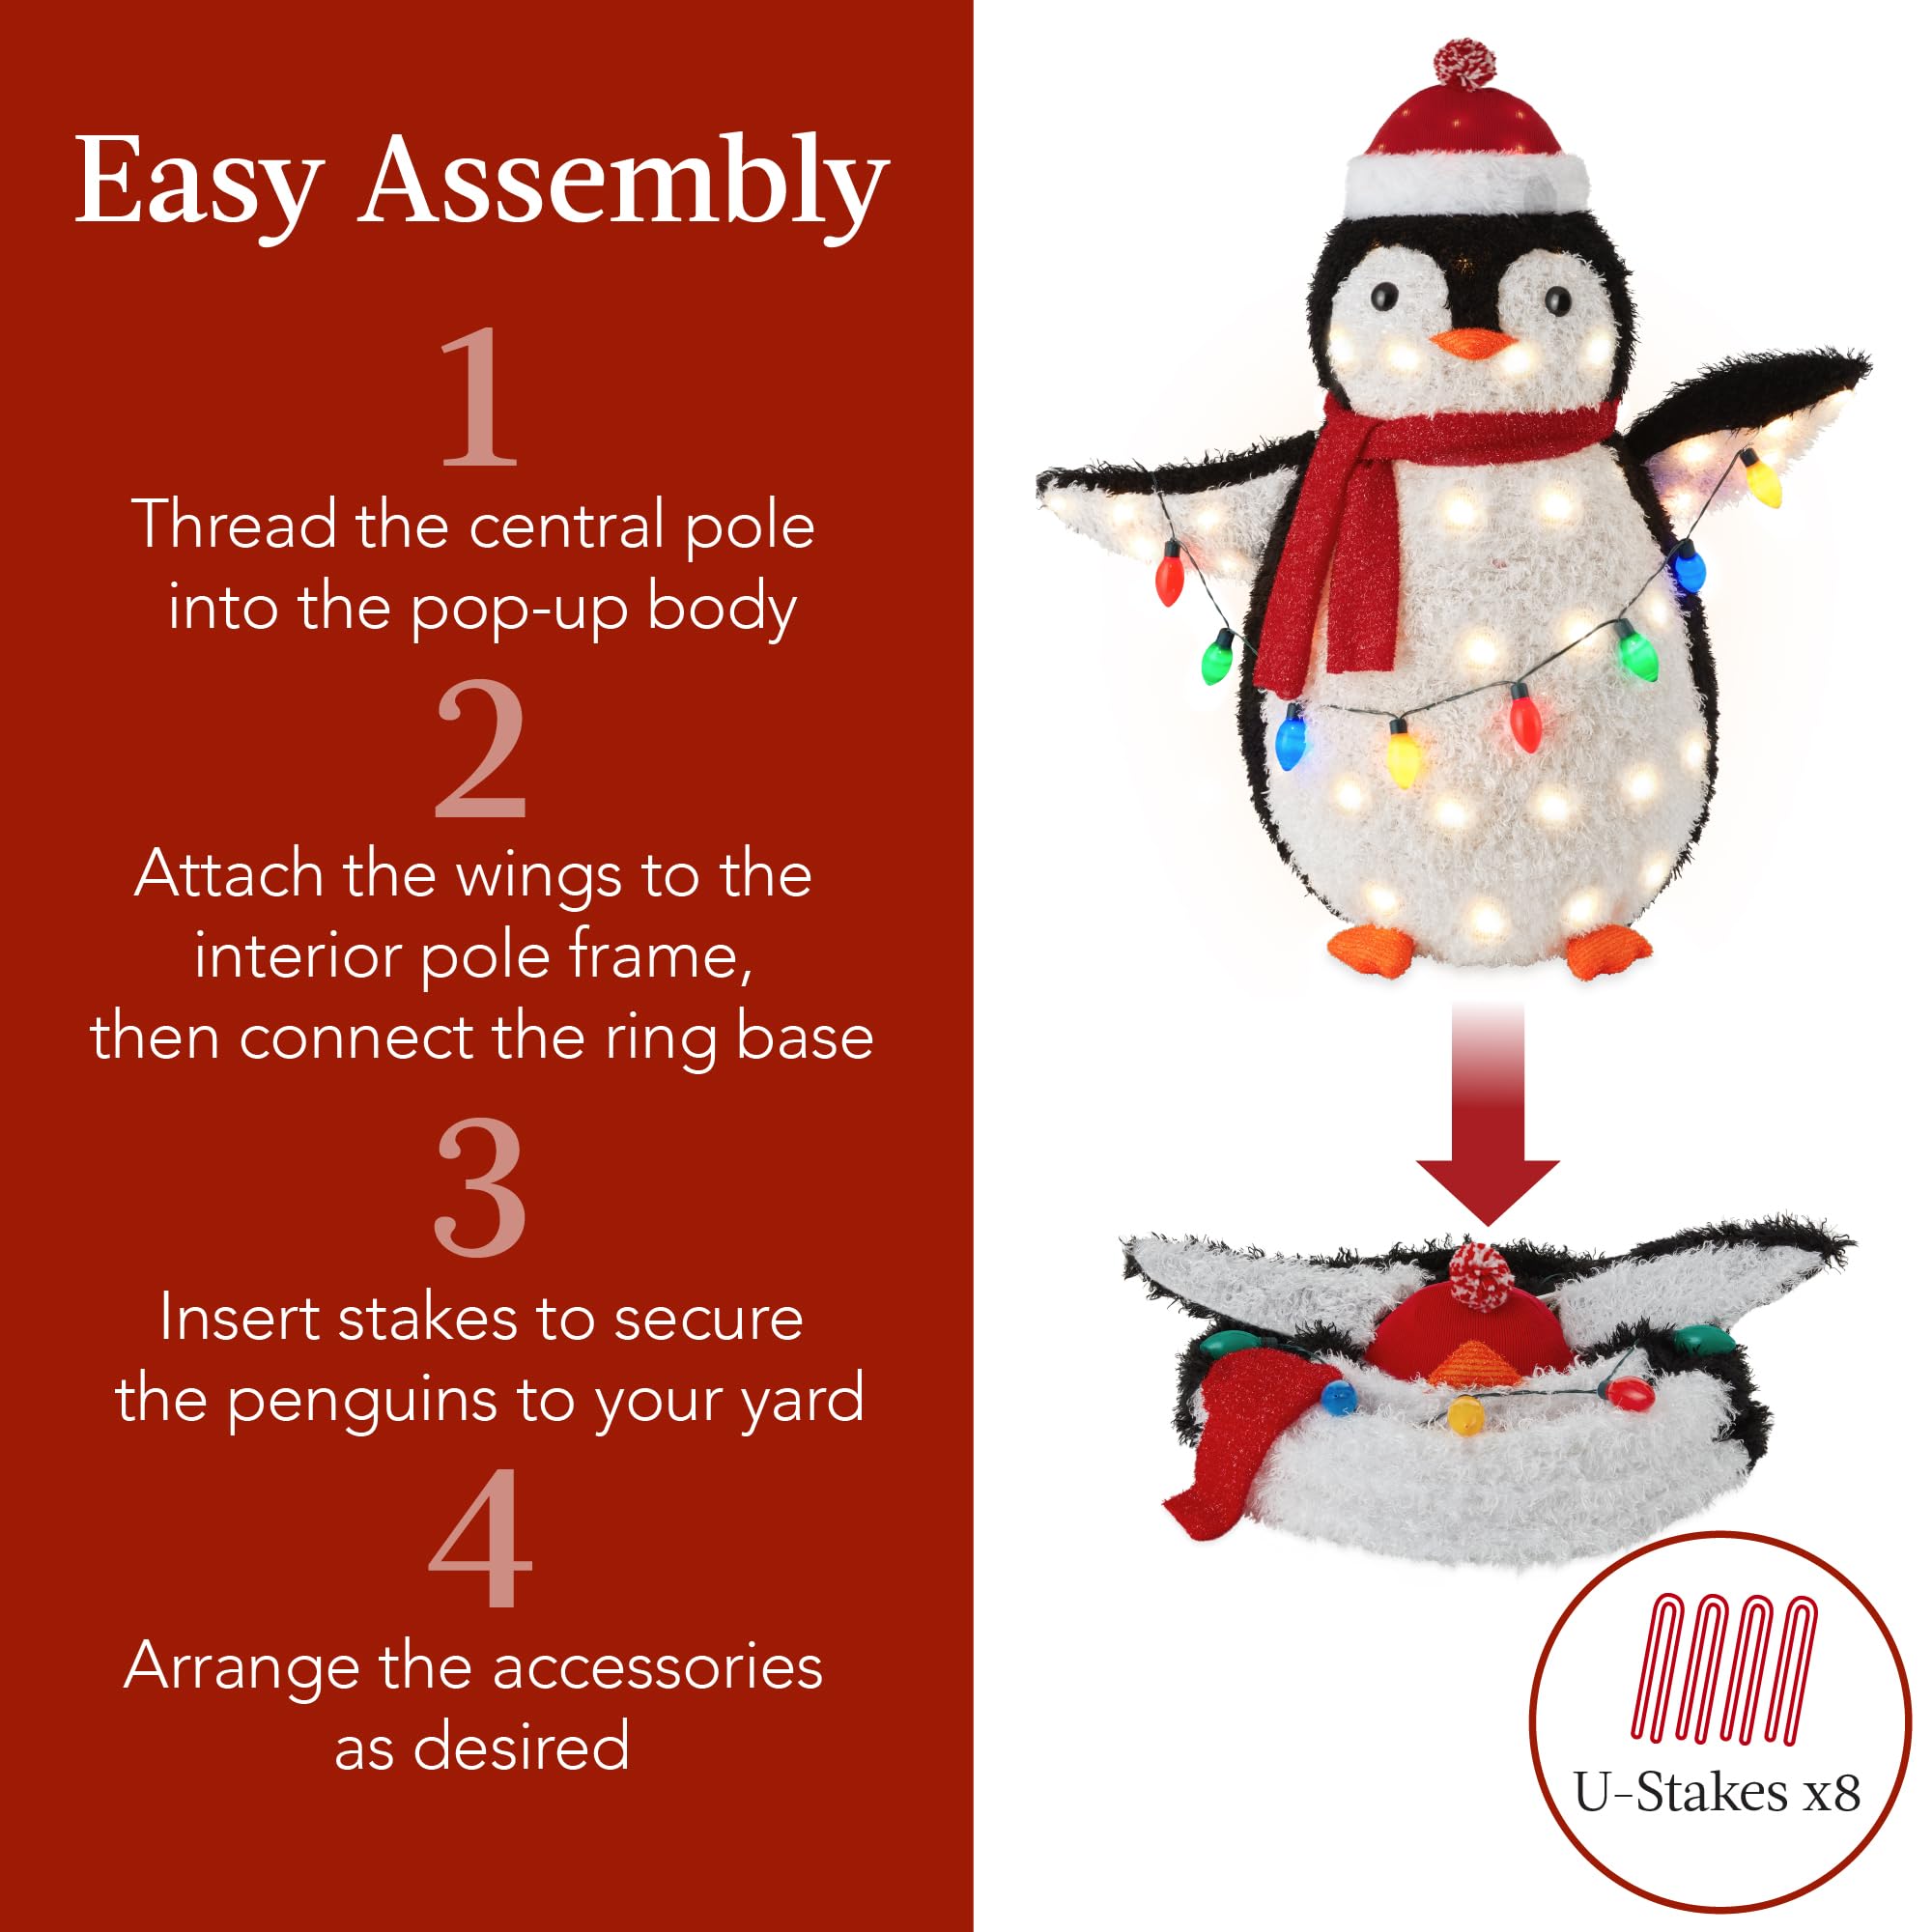 Easy Assembly
1
Thread the central pole
into the pop-up body
2
Attach the wings to the
interior pole frame,
then connect the ring base
3
Insert stakes to secure
the penguins to your yard
4
Arrange the accessories
as desired
U-Stakes x8